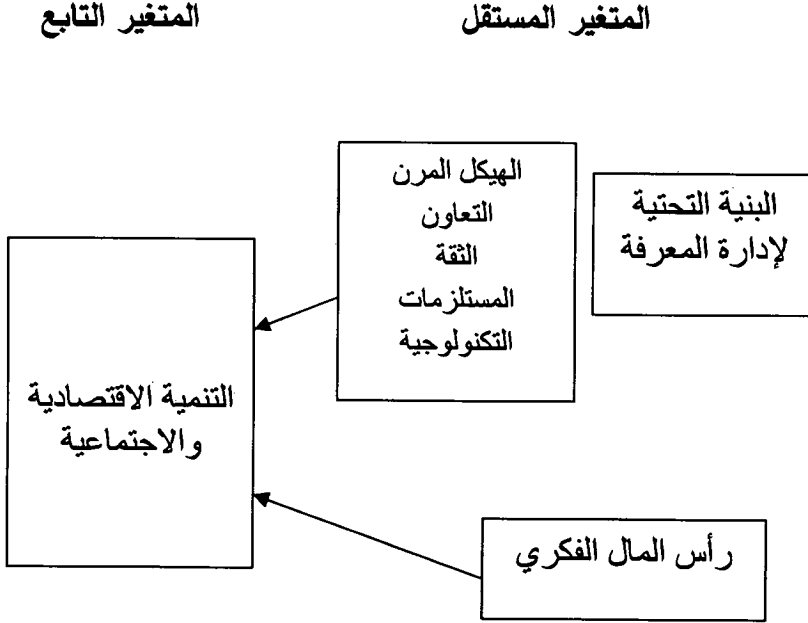 المتغير المستقل
المتغير التابع
البنية التحتية
لإدارة المعرفة
الهيكل المرن
التعاون
الثقة
المستلزمات
التكنولوجية
التنمية الاقتصادية
والاجتماعية
رأس المال الفكري